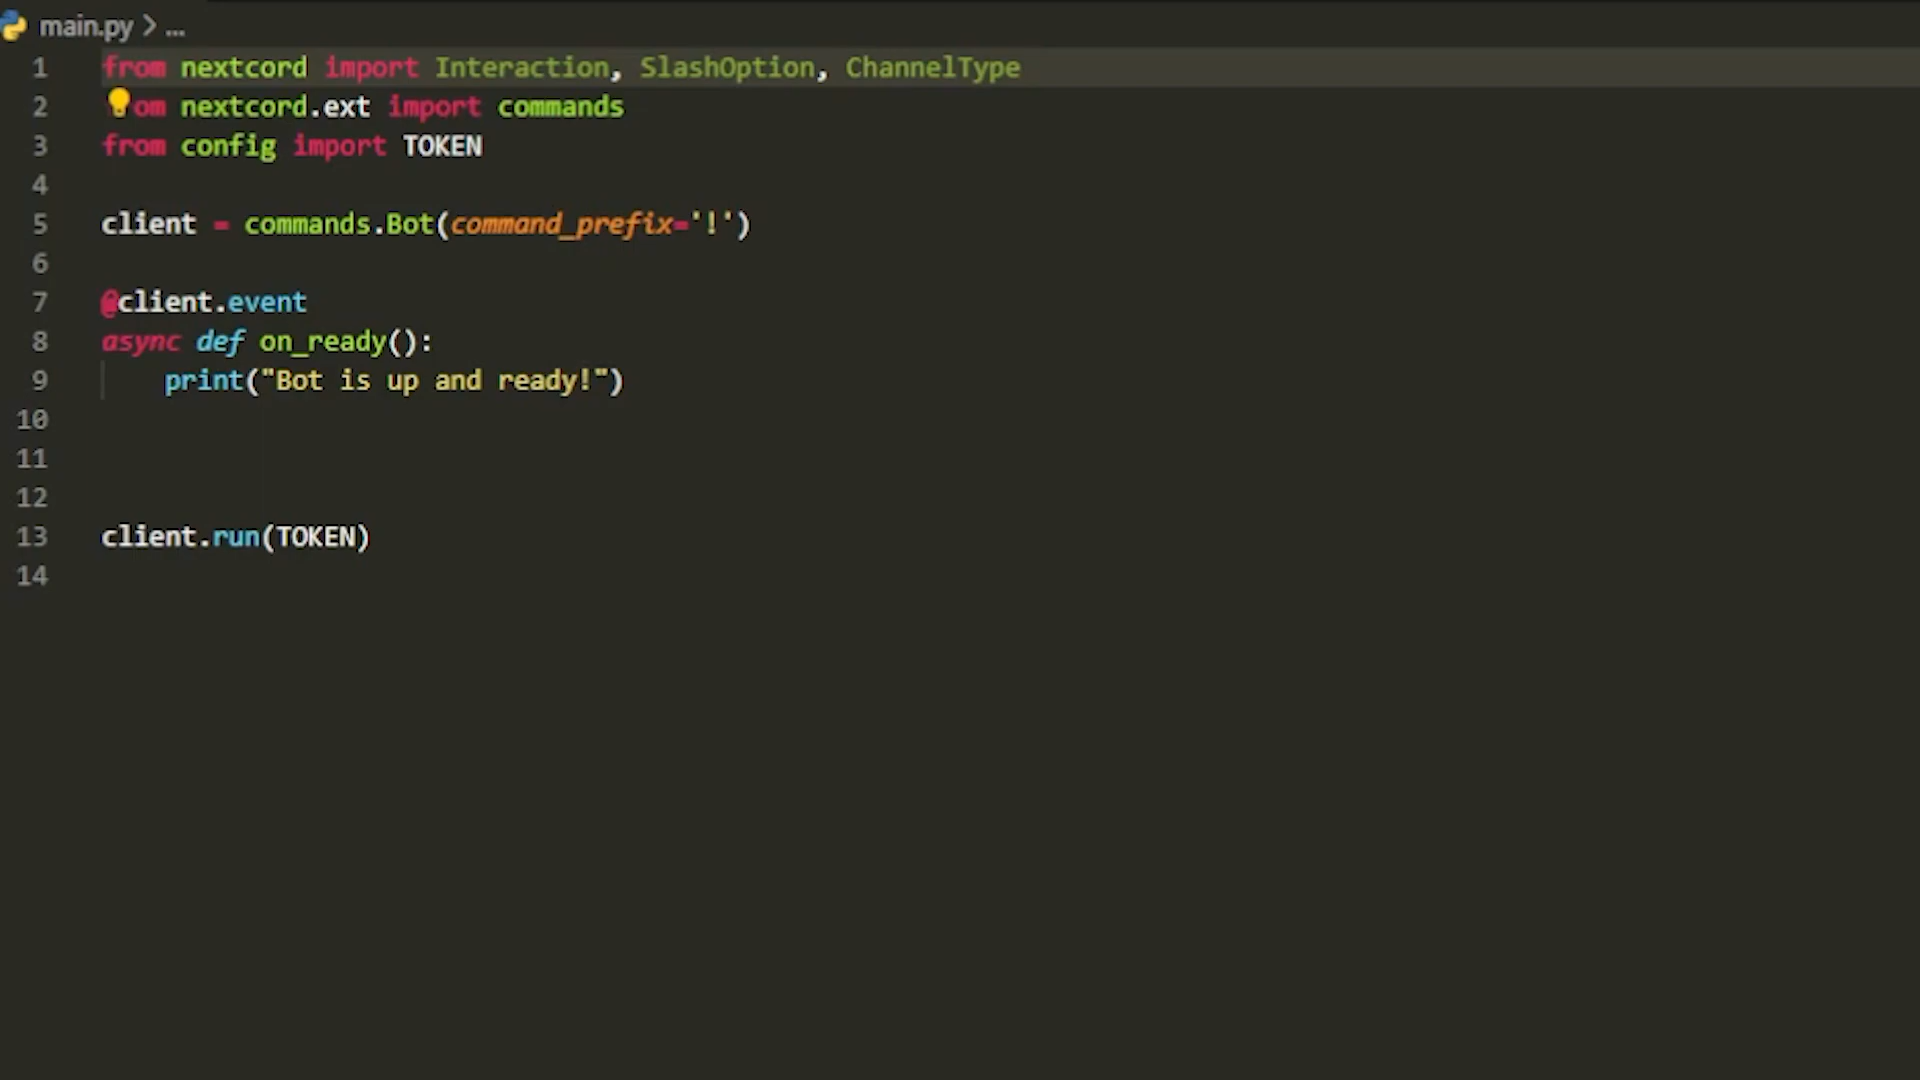 main.py > ...
1 from nextcord import Interaction, SlashOption, ChannelType
2 om nextcord.ext import commands
3 from config import TOKEN
4
5 client = commands.Bot(command_prefix='!')
6
7 @client.event
8 async def on_ready():
9     print("Bot is up and ready!")
10
11
12
13 client.run(TOKEN)
14